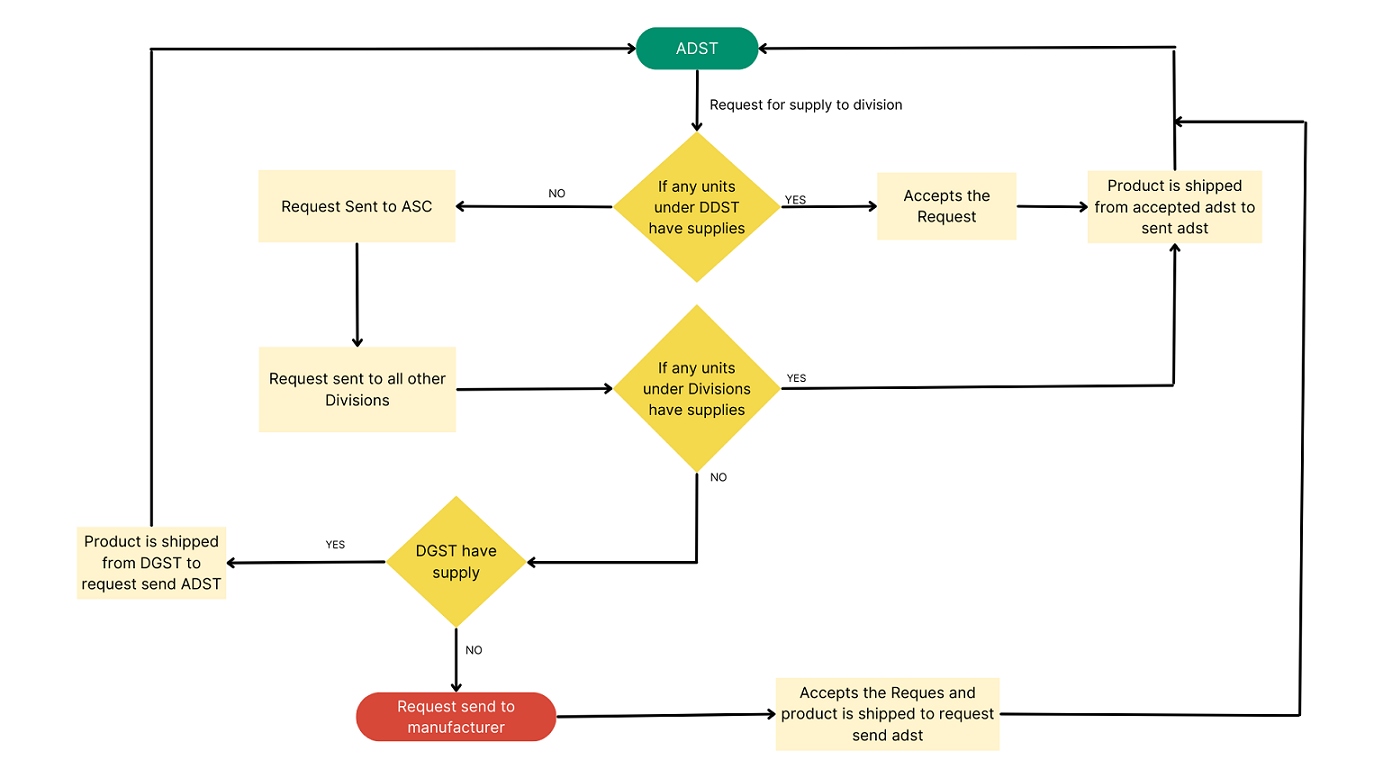 ADST
Request for supply to division
If any units
under DDST
have supplies
NO
YES
Request Sent to ASC
Accepts the
Request
Product is shipped
from accepted adst to
sent adst
Request sent to all other
Divisions
If any units
under Divisions
have supplies
YES
NO
DGST have
supply
YES
Product is shipped
from DGST to
request send ADST
NO
Request send to
manufacturer
Accepts the Reques and
product is shipped to request
send adst